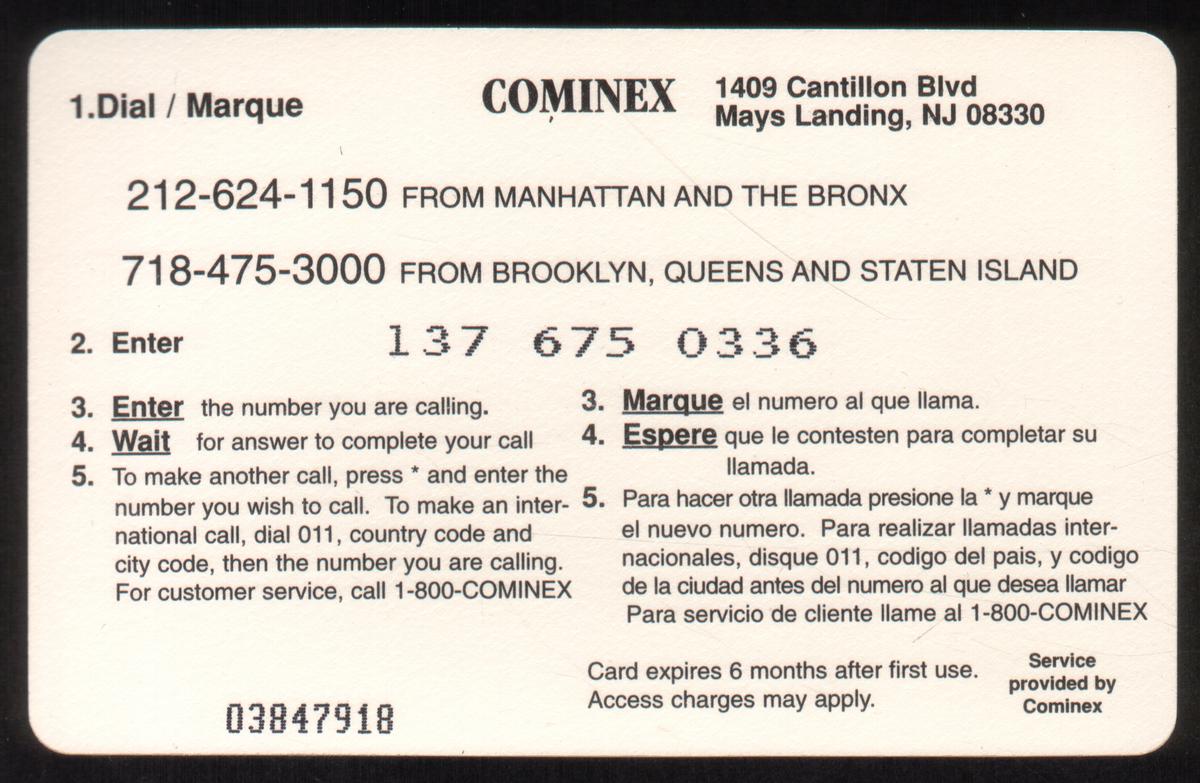 1.Dial / Marque
COMINEX
1409 Cantillon Blvd
Mays Landing, NJ 08330
212-624-1150 FROM MANHATTAN AND THE BRONX
718-475-3000 FROM BROOKLYN, QUEENS AND STATEN ISLAND
2. Enter 137 675 0336
3. Enter the number you are calling.
4. Wait for answer to complete your call
5. To make another call, press * and enter the
number you wish to call. To make an inter-
national call, dial 011, country code and
city code, then the number you are calling.
For customer service, call 1-800-COMINEX
3. Marque el numero al que llama.
4. Espere que le contesten para completar su
llamada.
5. Para hacer otra llamada presione la * y marque
el nuevo numero. Para realizar llamadas inter-
nacionales, disque 011, codigo del pais, y codigo
de la ciudad antes del numero al que desea llamar
Para servicio de cliente llame al 1-800-COMINEX
Card expires 6 months after first use.
Access charges may apply.
Service
provided by
Cominex
03847918